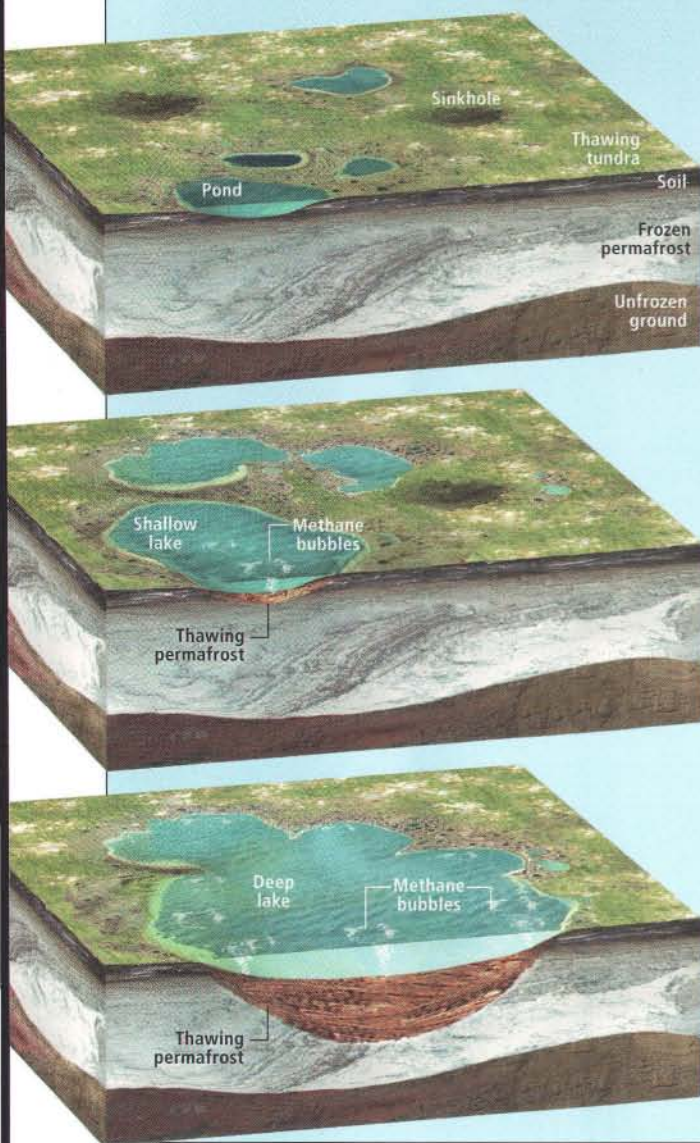 Sinkhole
Thawing
tundra
Pond
Soil
Frozen
permafrost
Unfrozen
ground
Shallow
lake
Methane
bubbles
Thawing
permafrost
Deep
lake
Methane
bubbles
Thawing
permafrost